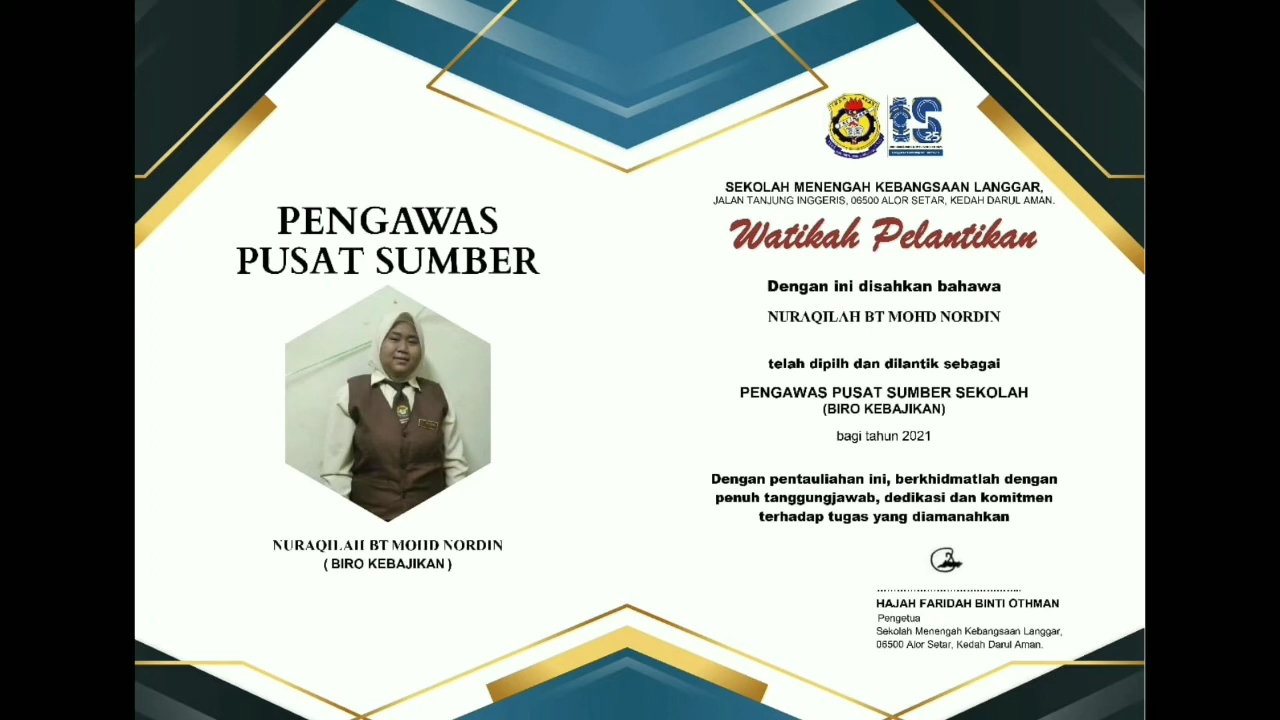 PENGAWAS
PUSAT SUMBER
NURAQILAH BT MOHD NORDIN
( BIRO KEBAJIKAN )
25
SEKOLAH MENENGAH KEBANGSAAN LANGGAR,
JALAN TANJUNG INGGERIS, 06500 ALOR SETAR, KEDAH DARUL AMAN.
Watikah Pelantikan
Dengan ini disahkan bahawa
NURAQILAH BT MOHD NORDIN
telah dipilh dan dilantik sebagai
PENGAWAS PUSAT SUMBER SEKOLAH
(BIRO KEBAJIKAN)
bagi tahun 2021
Dengan pentauliahan ini, berkhidmatlah dengan
penuh tanggungjawab, dedikasi dan komitmen
terhadap tugas yang diamanahkan
HAJAH FARIDAH BINTI OTHMAN
Pengetua
Sekolah Menengah Kebangsaan Langgar,
06500 Alor Setar, Kedah Darul Aman.